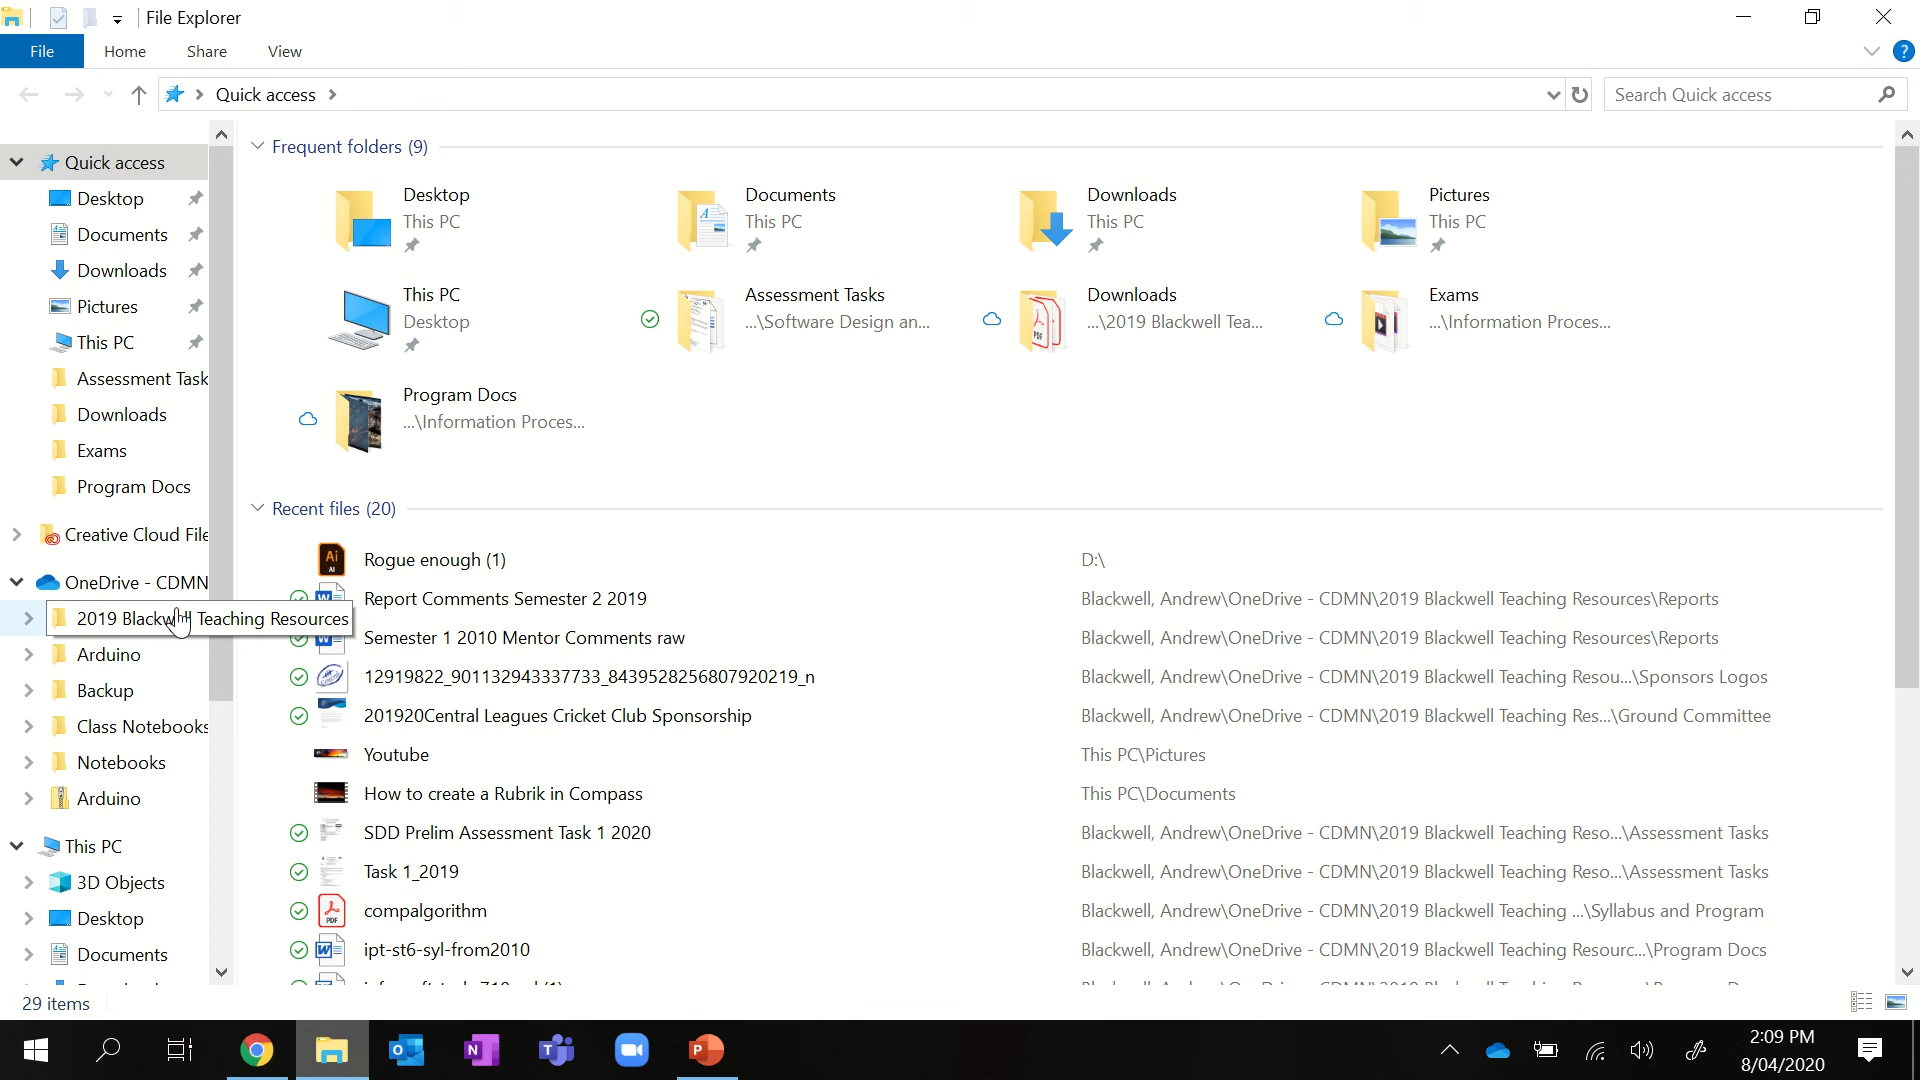 File Explorer
File Home Share View
Quick access
Search Quick access
Quick access
Desktop
Documents
Downloads
Pictures
This PC
Assessment Task
Downloads
Exams
Program Docs
Creative Cloud File
OneDrive - CDMN
2019 Blackwell Teaching Resources
Arduino
Backup
Class Notebooks
Notebooks
Arduino
This PC
3D Objects
Desktop
Documents
Frequent folders (9)
Desktop
This PC
Documents
This PC
Downloads
This PC
Pictures
This PC
This PC
Desktop
Assessment Tasks
...\Software Design an...
Downloads
...\2019 Blackwell Tea...
Exams
...\Information Proces...
Program Docs
...\Information Proces...
Recent files (20)
Rogue enough (1) D:\
Report Comments Semester 2 2019 Blackwell, Andrew\OneDrive - CDMN\2019 Blackwell Teaching Resources\Reports
Semester 1 2010 Mentor Comments raw Blackwell, Andrew\OneDrive - CDMN\2019 Blackwell Teaching Resources\Reports
12919822_901132943337733_8439528256807920219_n Blackwell, Andrew\OneDrive - CDMN\2019 Blackwell Teaching Resou...\Sponsors Logos
201920Central Leagues Cricket Club Sponsorship Blackwell, Andrew\OneDrive - CDMN\2019 Blackwell Teaching Res...\Ground Committee
Youtube This PC\Pictures
How to create a Rubrik in Compass This PC\Documents
SDD Prelim Assessment Task 1 2020 Blackwell, Andrew\OneDrive - CDMN\2019 Blackwell Teaching Reso...\Assessment Tasks
Task 1_2019 Blackwell, Andrew\OneDrive - CDMN\2019 Blackwell Teaching Reso...\Assessment Tasks
compalgorithm Blackwell, Andrew\OneDrive - CDMN\2019 Blackwell Teaching ...\Syllabus and Program
ipt-st6-syl-from2010 Blackwell, Andrew\OneDrive - CDMN\2019 Blackwell Teaching Resourc...\Program Docs
29 items
2:09 PM
8/04/2020